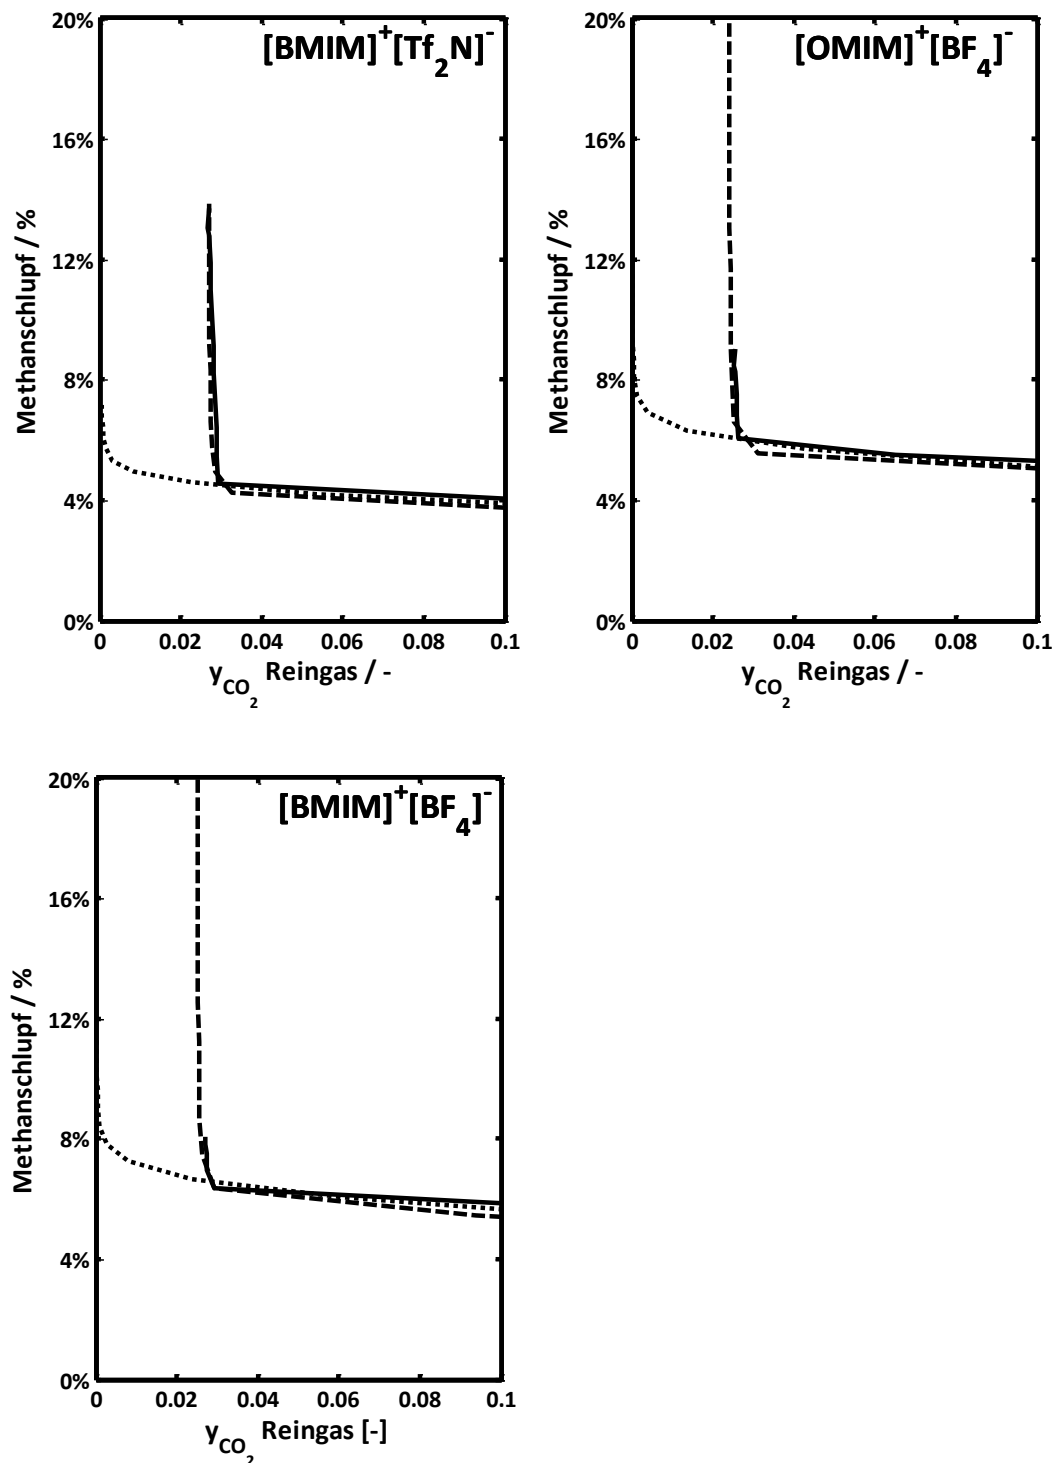 [BMIM]+[Tf2N]-
20%
16%
12%
8%
4%
0%
Methanschlupf / %
0 0.02 0.04 0.06 0.08 0.1
yCO2 Reingas / -
[OMIM]+[BF4]-
20%
16%
12%
8%
4%
0%
Methanschlupf / %
0 0.02 0.04 0.06 0.08 0.1
yCO2 Reingas / -
[BMIM]+[BF4]-
20%
16%
12%
8%
4%
0%
Methanschlupf / %
0 0.02 0.04 0.06 0.08 0.1
yCO2 Reingas [-]